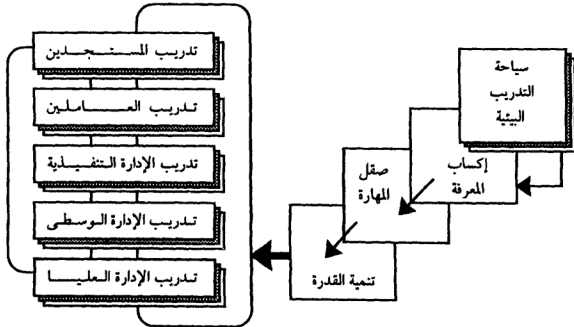 سياحة
التدريب
البيئية
إكساب
المعرفة
صقل
المهارة
تنمية القدرة
تدريب المستجدين
تدريب العاملين
تدريب الإدارة التنفيذية
تدريب الإدارة الوسطى
تدريب الإدارة العليا